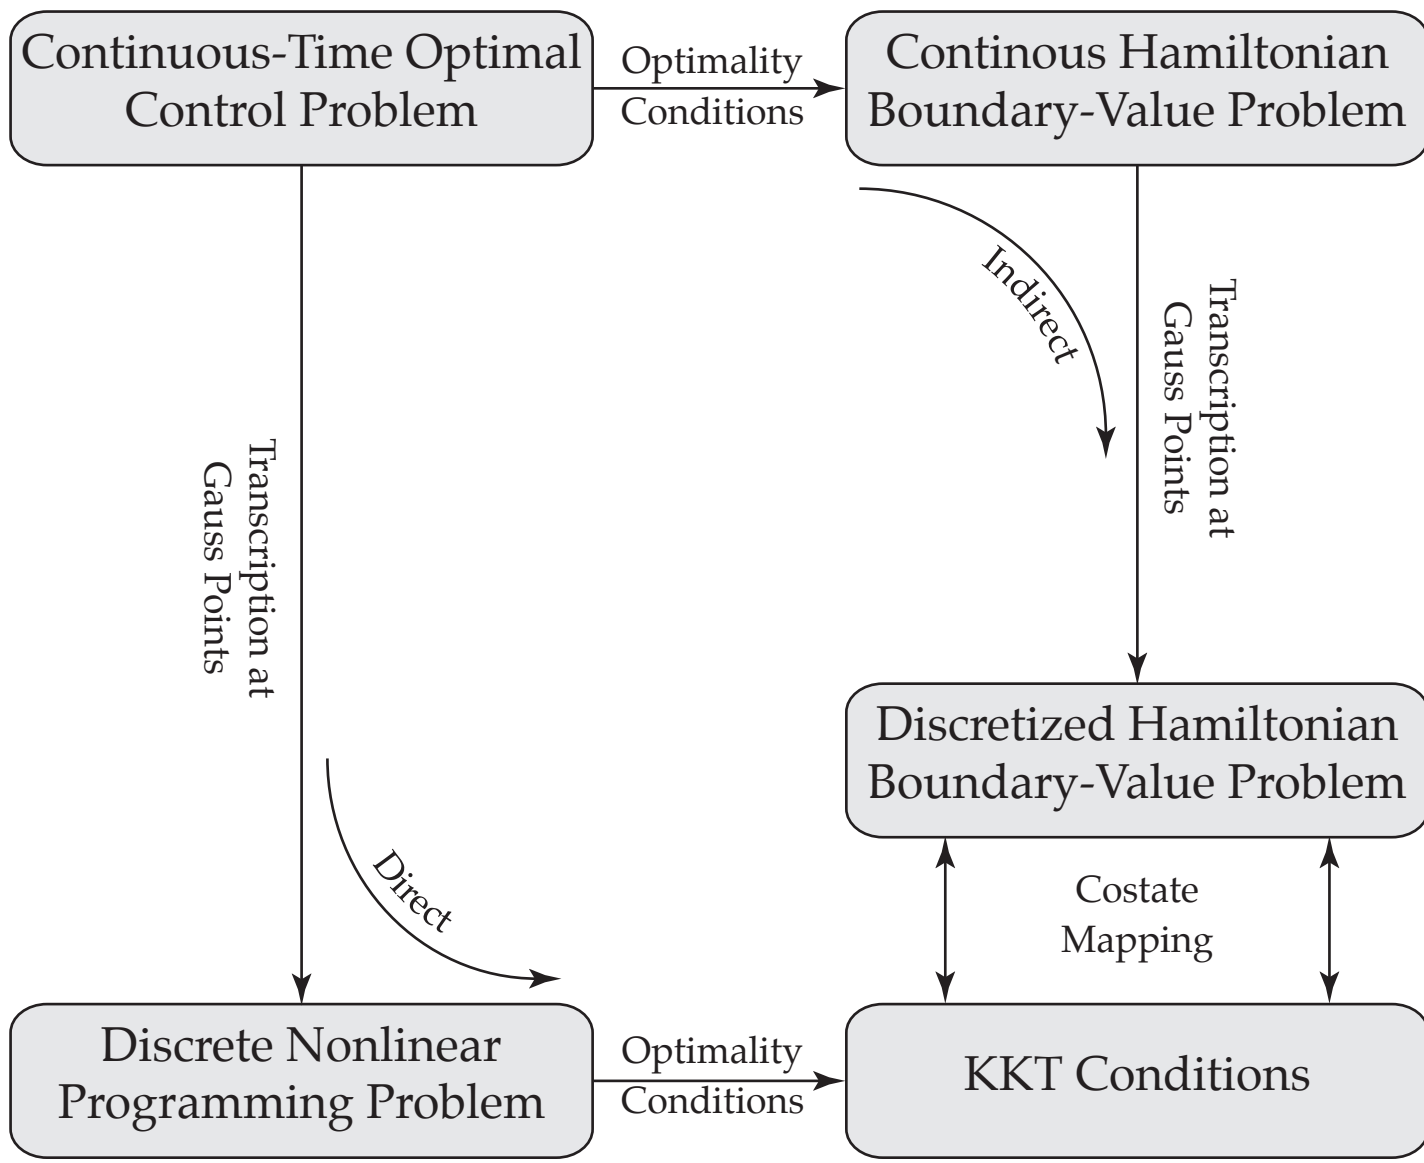 Continuous-Time Optimal
Control Problem
Optimality
Conditions
Continous Hamiltonian
Boundary-Value Problem
Indirect
Transcription at
Gauss Points
Transcription at
Gauss Points
Discretized Hamiltonian
Boundary-Value Problem
Direct
Costate
Mapping
Discrete Nonlinear
Programming Problem
Optimality
Conditions
KKT Conditions